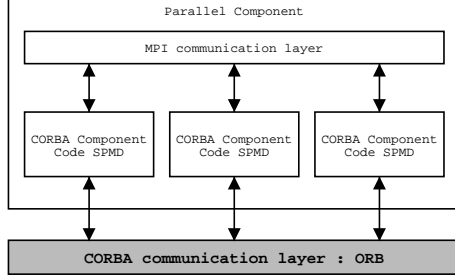 Parallel Component
MPI communication layer
CORBA Component
Code SPMD
CORBA Component
Code SPMD
CORBA Component
Code SPMD
CORBA communication layer : ORB